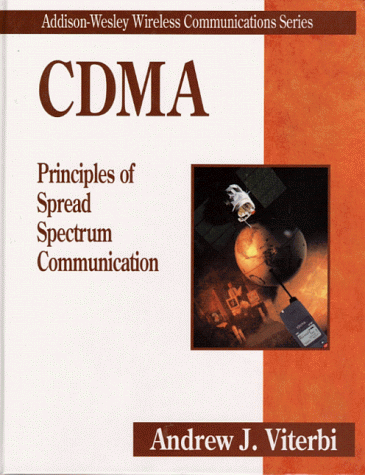 Addison-Wesley Wireless Communications Series
CDMA
Principles of
Spread
Spectrum
Communication
Andrew J. Viterbi